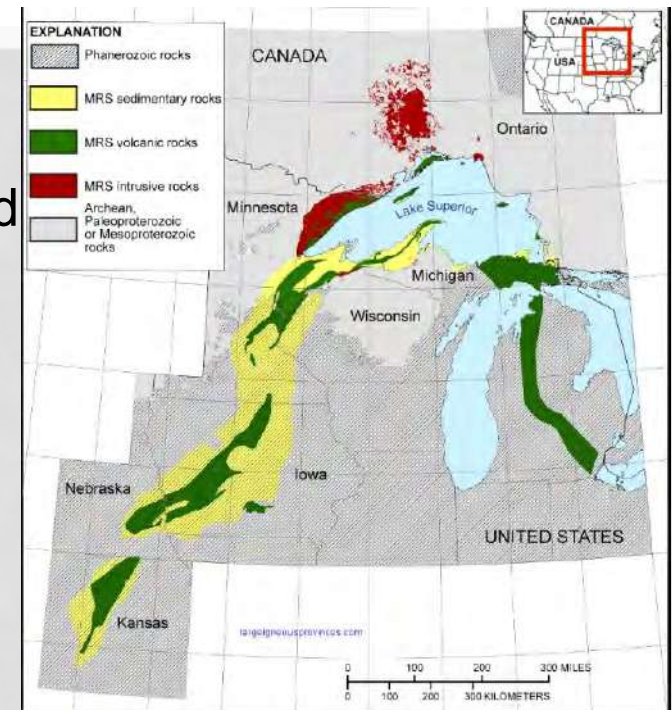 EXPLANATION
Phanerozoic rocks
MRS sedimentary rocks
MRS volcanic rocks
MRS intrusive rocks
Archean,
Paleoproterozoic
or Mesoproterozoic
rocks
d
CANADA
CANADA
USA
Ontario
Minnesota
Lake Superior
Michigan
Wisconsin
Iowa
Nebraska
UNITED STATES
Kansas
largeigneousprovinces.com
0 100 200 300 MILES
0 100 200 300 KILOMETERS